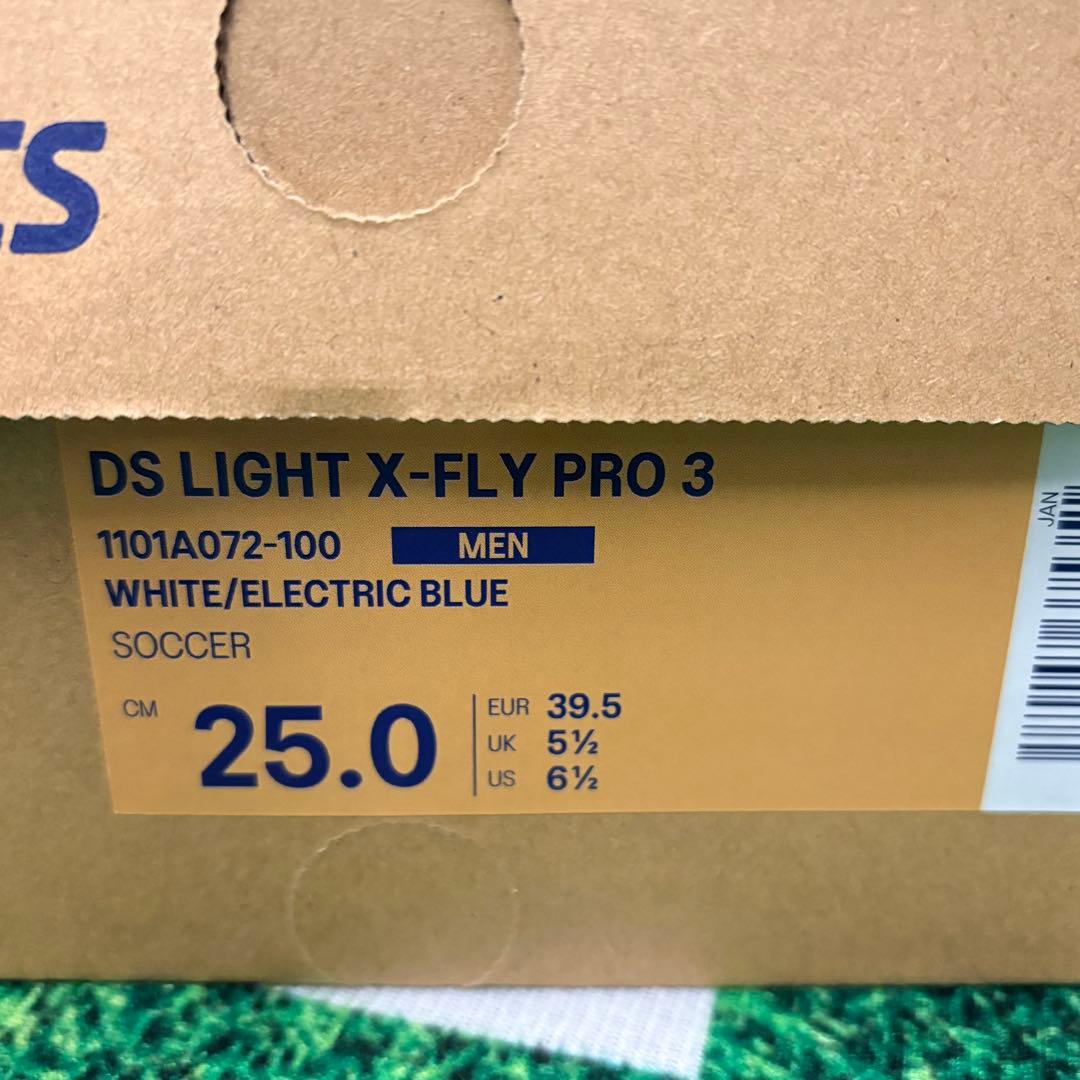 CS
DS LIGHT X-FLY PRO 3
1101A072-100 MEN
WHITE/ELECTRIC BLUE
SOCCER
CM 25.0
EUR 39.5
UK 5½
US 6½
JAN